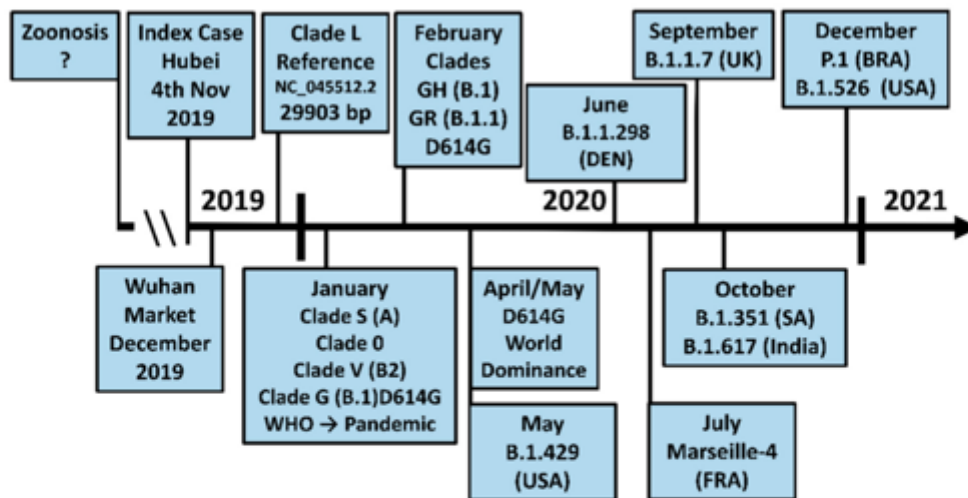 Zoonosis
?
Index Case
Hubei
4th Nov
2019
Clade L
Reference
NC_045512.2
29903 bp
February
Clades
GH (B.1)
GR (B.1.1)
D614G
June
B.1.1.298
(DEN)
September
B.1.1.7 (UK)
December
P.1 (BRA)
B.1.526 (USA)
2019
2020
2021
Wuhan
Market
December
2019
January
Clade S (A)
Clade 0
Clade V (B2)
Clade G (B.1)D614G
WHO → Pandemic
April/May
D614G
World
Dominance
May
B.1.429
(USA)
July
Marseille-4
(FRA)
October
B.1.351 (SA)
B.1.617 (India)